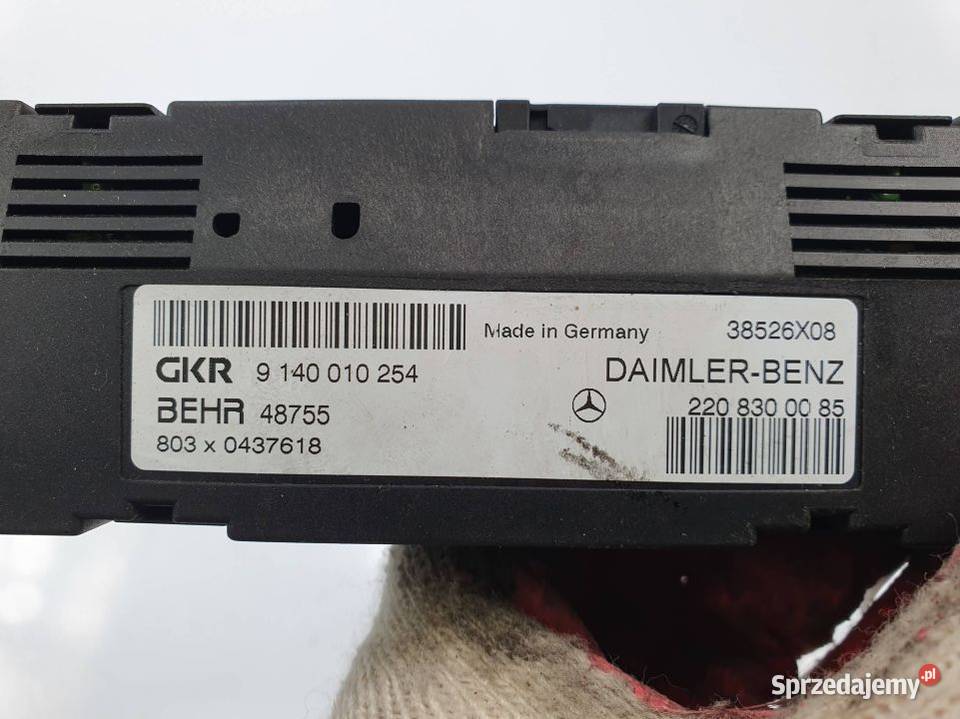 Made in Germany 38526X08
GKR 9 140 010 254 DAIMLER-BENZ
BEHR 48755 220 830 00 85
803 x 0437618
Sprzedajemy.pl